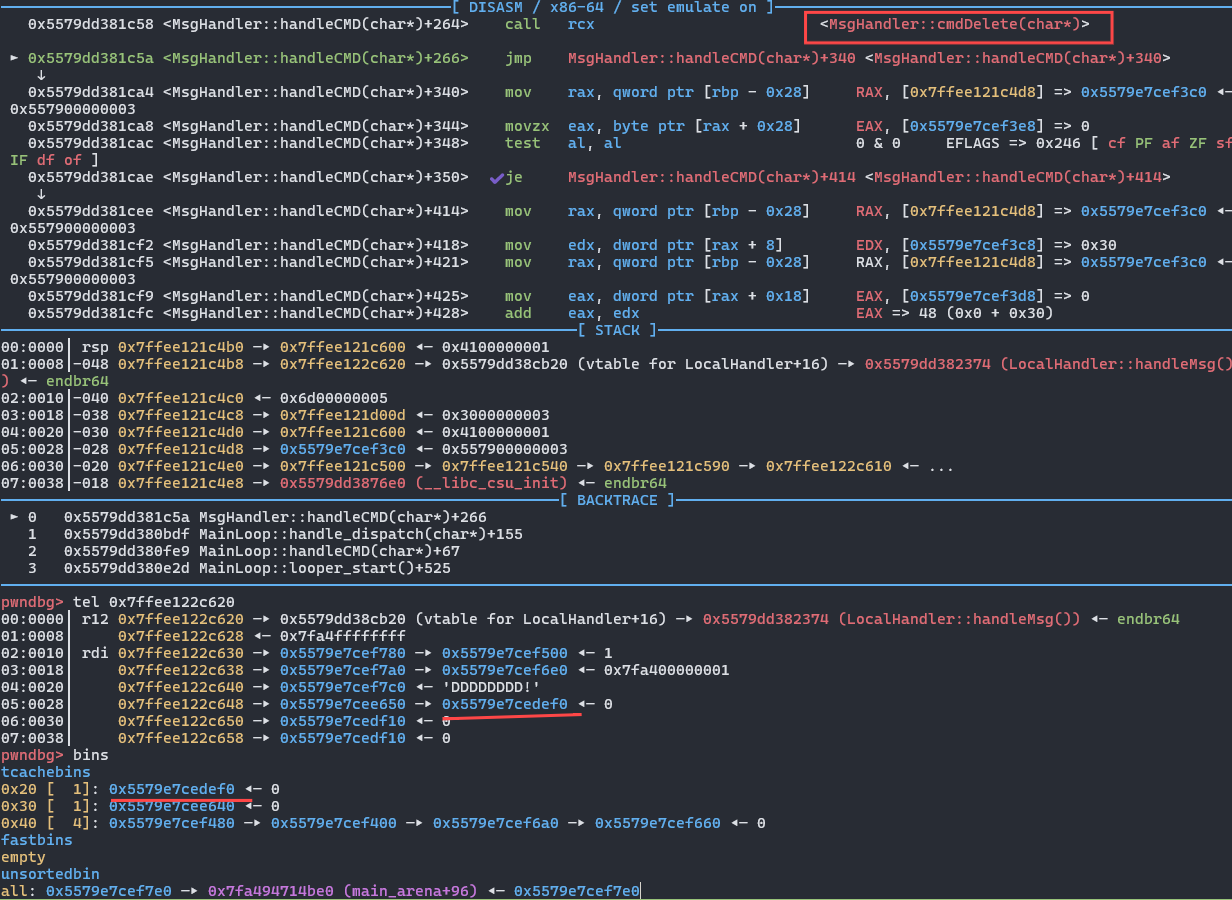 [ DISASM / x86-64 / set emulate on ]
0x5579dd381c58 <MsgHandler::handleCMD(char*)+264> call rcx <MsgHandler::cmdDelete(char*)>
► 0x5579dd381c5a <MsgHandler::handleCMD(char*)+266> jmp MsgHandler::handleCMD(char*)+340 <MsgHandler::handleCMD(char*)+340>
↓
0x5579dd381ca4 <MsgHandler::handleCMD(char*)+340> mov rax, qword ptr [rbp - 0x28] RAX, [0x7ffee121c4d8] => 0x5579e7cef3c0 ◂—
0x557900000003
0x5579dd381ca8 <MsgHandler::handleCMD(char*)+344> movzx eax, byte ptr [rax + 0x28] EAX, [0x5579e7cef3e8] => 0
0x5579dd381cac <MsgHandler::handleCMD(char*)+348> test al, al 0 & 0 EFLAGS => 0x246 [ cf PF af ZF sf
IF df of ]
0x5579dd381cae <MsgHandler::handleCMD(char*)+350> ✔je MsgHandler::handleCMD(char*)+414 <MsgHandler::handleCMD(char*)+414>
↓
0x5579dd381cee <MsgHandler::handleCMD(char*)+414> mov rax, qword ptr [rbp - 0x28] RAX, [0x7ffee121c4d8] => 0x5579e7cef3c0 ◂—
0x557900000003
0x5579dd381cf2 <MsgHandler::handleCMD(char*)+418> mov edx, dword ptr [rax + 8] EDX, [0x5579e7cef3c8] => 0x30
0x5579dd381cf5 <MsgHandler::handleCMD(char*)+421> mov rax, qword ptr [rbp - 0x28] RAX, [0x7ffee121c4d8] => 0x5579e7cef3c0 ◂—
0x557900000003
0x5579dd381cf9 <MsgHandler::handleCMD(char*)+425> mov eax, dword ptr [rax + 0x18] EAX, [0x5579e7cef3d8] => 0
0x5579dd381cfc <MsgHandler::handleCMD(char*)+428> add eax, edx EAX => 48 (0x0 + 0x30)
[ STACK ]
00:0000│ rsp 0x7ffee121c4b0 —▸ 0x7ffee121c600 ◂— 0x4100000001
01:0008│-048 0x7ffee121c4b8 —▸ 0x7ffee122c620 —▸ 0x5579dd38cb20 (vtable for LocalHandler+16) —▸ 0x5579dd382374 (LocalHandler::handleMsg()
) ◂— endbr64
02:0010│-040 0x7ffee121c4c0 ◂— 0x6d00000005
03:0018│-038 0x7ffee121c4c8 —▸ 0x7ffee121d00d ◂— 0x3000000003
04:0020│-030 0x7ffee121c4d0 —▸ 0x7ffee121c600 ◂— 0x4100000001
05:0028│-028 0x7ffee121c4d8 —▸ 0x5579e7cef3c0 ◂— 0x557900000003
06:0030│-020 0x7ffee121c4e0 —▸ 0x7ffee121c500 —▸ 0x7ffee121c540 —▸ 0x7ffee121c590 —▸ 0x7ffee122c610 ◂— ...
07:0038│-018 0x7ffee121c4e8 —▸ 0x5579dd3876e0 (__libc_csu_init) ◂— endbr64
[ BACKTRACE ]
► 0 0x5579dd381c5a MsgHandler::handleCMD(char*)+266
1 0x5579dd380bdf MainLoop::handle_dispatch(char*)+155
2 0x5579dd380fe9 MainLoop::handleCMD(char*)+67
3 0x5579dd380e2d MainLoop::looper_start()+525
pwndbg> tel 0x7ffee122c620
00:0000│ r12 0x7ffee122c620 —▸ 0x5579dd38cb20 (vtable for LocalHandler+16) —▸ 0x5579dd382374 (LocalHandler::handleMsg()) ◂— endbr64
01:0008│ 0x7ffee122c628 ◂— 0x7fa4ffffffff
02:0010│ rdi 0x7ffee122c630 —▸ 0x5579e7cef780 —▸ 0x5579e7cef500 ◂— 1
03:0018│ 0x7ffee122c638 —▸ 0x5579e7cef7a0 —▸ 0x5579e7cef6e0 ◂— 0x7fa400000001
04:0020│ 0x7ffee122c640 —▸ 0x5579e7cef7c0 ◂— 'DDDDDDDD!'
05:0028│ 0x7ffee122c648 —▸ 0x5579e7cee650 —▸ 0x5579e7cedef0 ◂— 0
06:0030│ 0x7ffee122c650 —▸ 0x5579e7cedf10 ◂— 0
07:0038│ 0x7ffee122c658 —▸ 0x5579e7cedf10 ◂— 0
pwndbg> bins
tcachebins
0x20 [ 1]: 0x5579e7cedef0 ◂— 0
0x30 [ 1]: 0x5579e7cee640 ◂— 0
0x40 [ 4]: 0x5579e7cef480 —▸ 0x5579e7cef400 —▸ 0x5579e7cef6a0 —▸ 0x5579e7cef660 ◂— 0
fastbins
empty
unsortedbin
all: 0x5579e7cef7e0 —▸ 0x7fa494714be0 (main_arena+96) ◂— 0x5579e7cef7e0